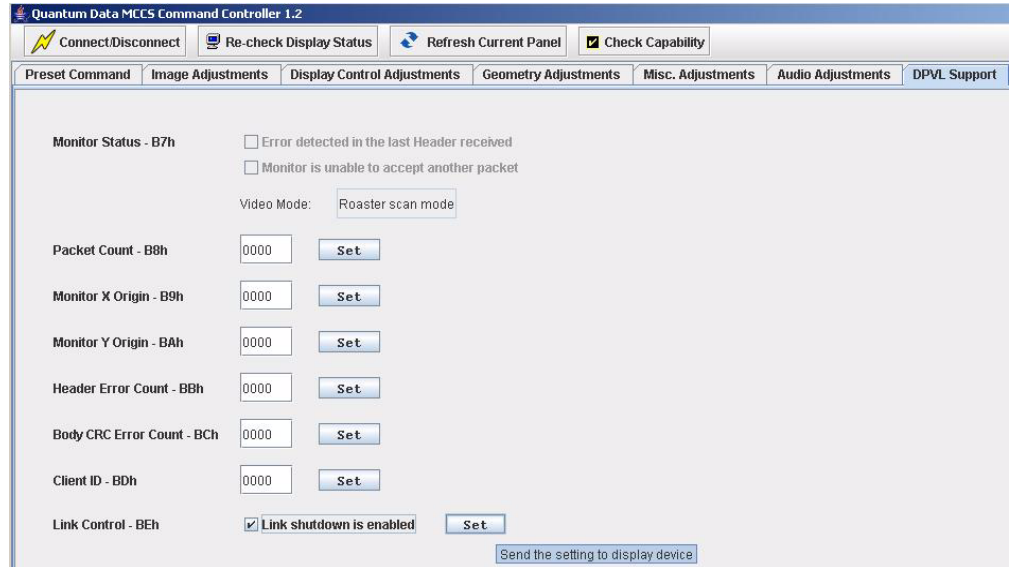 Quantum Data MCCS Command Controller 1.2
Connect/Disconnect Re-check Display Status Refresh Current Panel Check Capability
Preset Command Image Adjustments Display Control Adjustments Geometry Adjustments Misc. Adjustments Audio Adjustments DPVL Support
Monitor Status - B7h Error detected in the last Header received
Monitor is unable to accept another packet
Video Mode: Roaster scan mode
Packet Count - B8h 0000 Set
Monitor X Origin - B9h 0000 Set
Monitor Y Origin - BAh 0000 Set
Header Error Count - BBh 0000 Set
Body CRC Error Count - BCh 0000 Set
Client ID - BDh 0000 Set
Link Control - BEh Link shutdown is enabled Set
Send the setting to display device